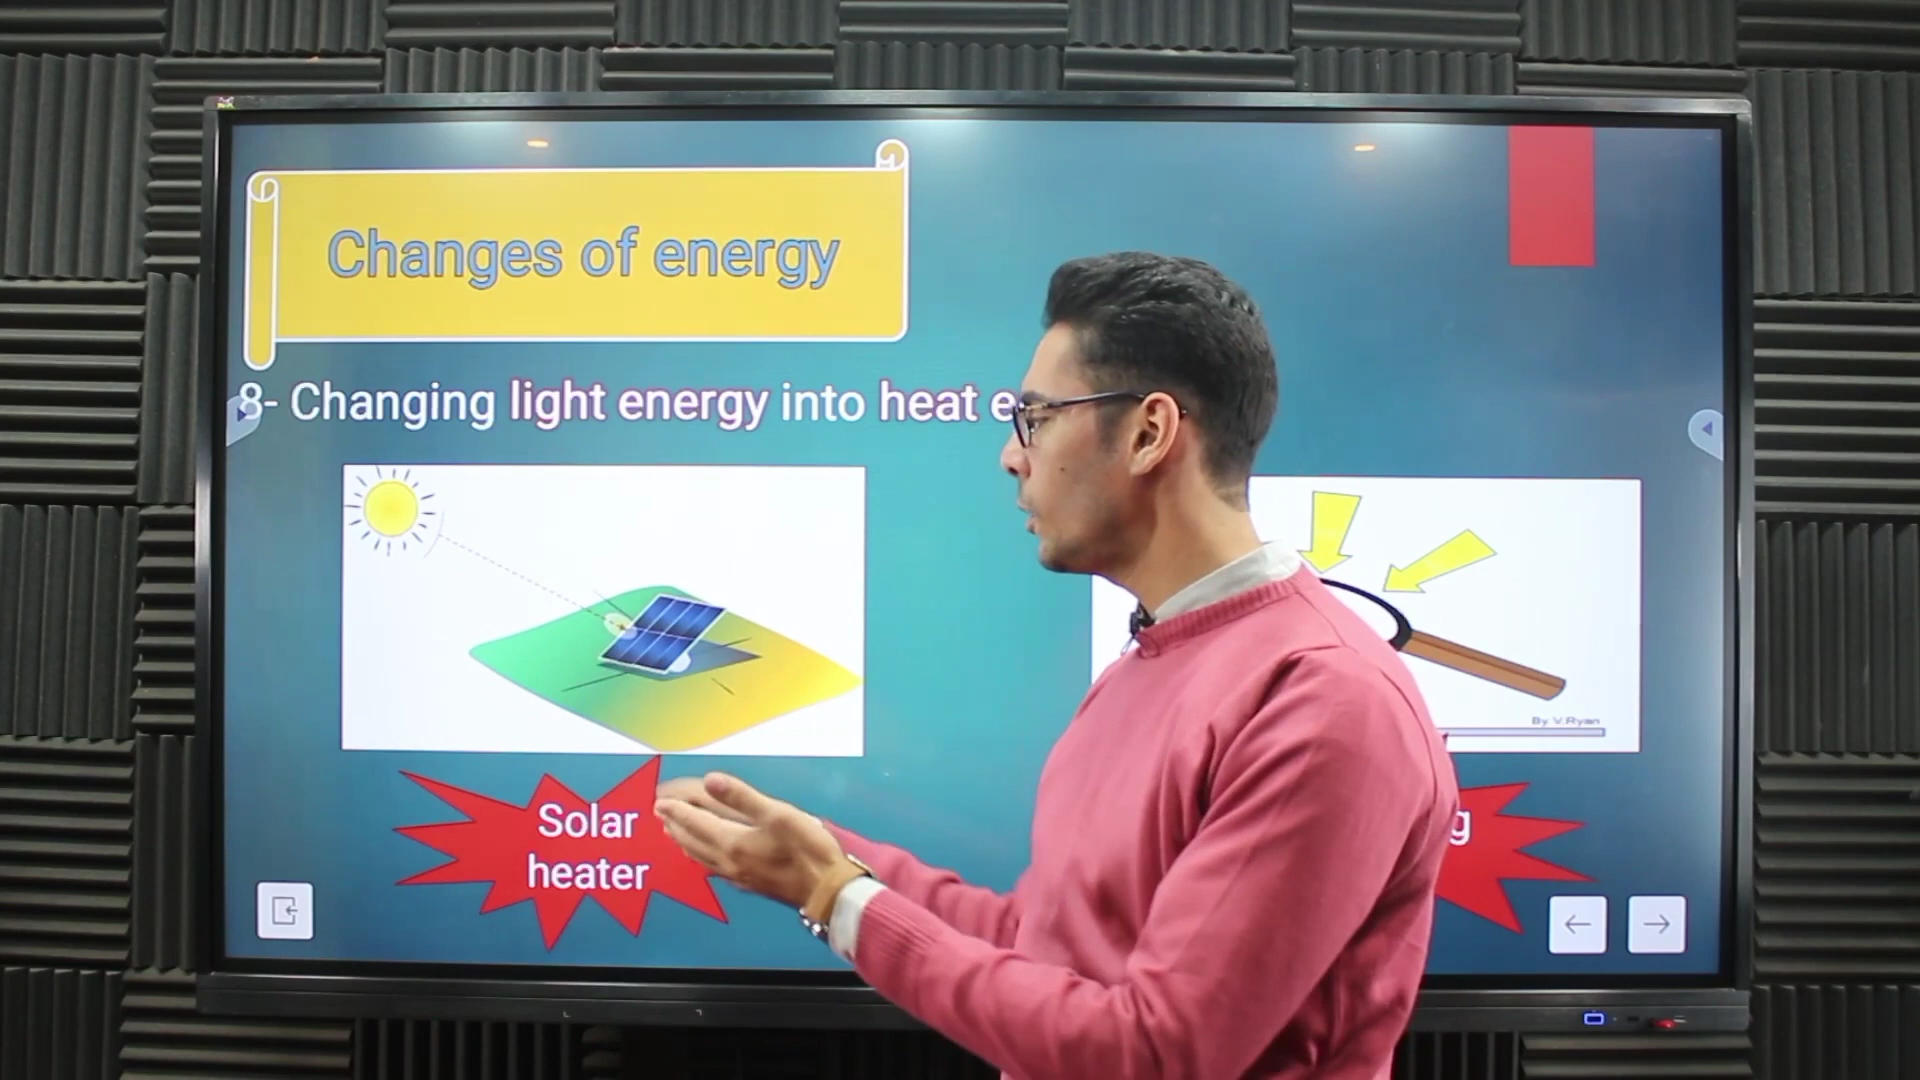 Changes of energy
8- Changing light energy into heat e
By V.Ryan
Solar
heater
g